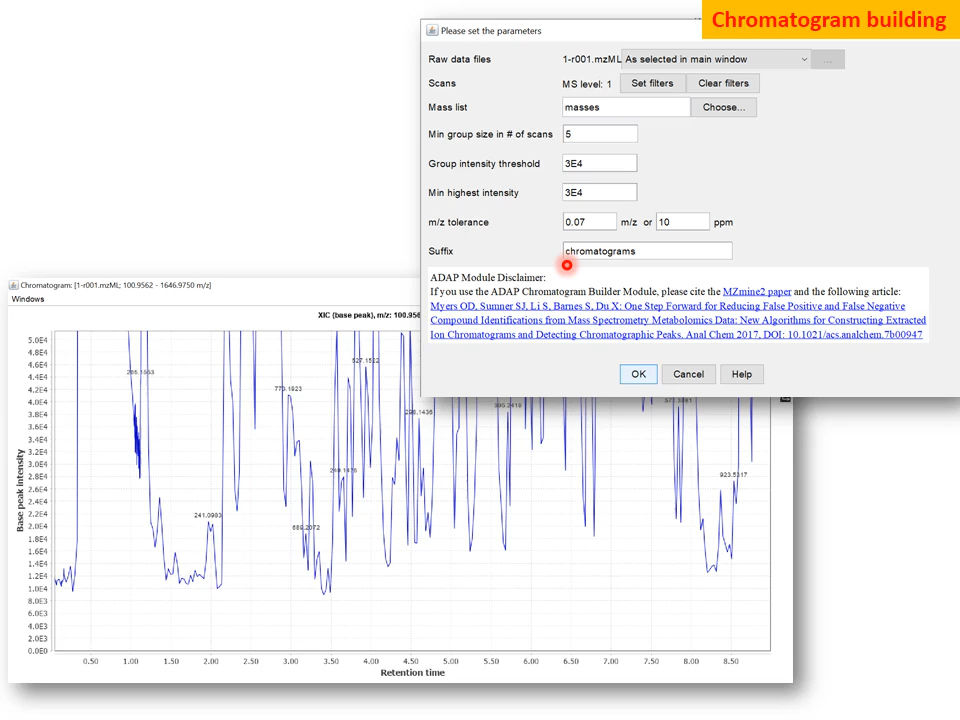 Chromatogram building
Please set the parameters
Raw data files 1-r001.mzML As selected in main window ...
Scans MS level: 1 Set filters Clear filters
Mass list masses Choose...
Min group size in # of scans 5
Group intensity threshold 3E4
Min highest intensity 3E4
m/z tolerance 0.07 m/z or 10 ppm
Suffix chromatograms
ADAP Module Disclaimer:
If you use the ADAP Chromatogram Builder Module, please cite the MZmine2 paper and the following article:
Myers OD, Sumner SJ, Li S, Barnes S, Du X: One Step Forward for Reducing False Positive and False Negative
Compound Identifications from Mass Spectrometry Metabolomics Data: New Algorithms for Constructing Extracted
Ion Chromatograms and Detecting Chromatographic Peaks. Anal Chem 2017, DOI: 10.1021/acs.analchem.7b00947
OK Cancel Help
Chromatogram: [1-r001.mzML; 100.9562 - 1646.9750 m/z]
Windows
XIC (base peak), m/z: 100.956
Base peak intensity
5.0E4
4.8E4
4.6E4
4.4E4
4.2E4
4.0E4
3.8E4
3.6E4
3.4E4
3.2E4
3.0E4
2.8E4
2.6E4
2.4E4
2.2E4
2.0E4
1.8E4
1.6E4
1.4E4
1.2E4
1.0E4
8.0E3
6.0E3
4.0E3
2.0E3
0.0E0
527.1522
773.1923
241.0983
923.5317
0.50 1.00 1.50 2.00 2.50 3.00 3.50 4.00 4.50 5.00 5.50 6.00 6.50 7.00 7.50 8.00 8.50
Retention time